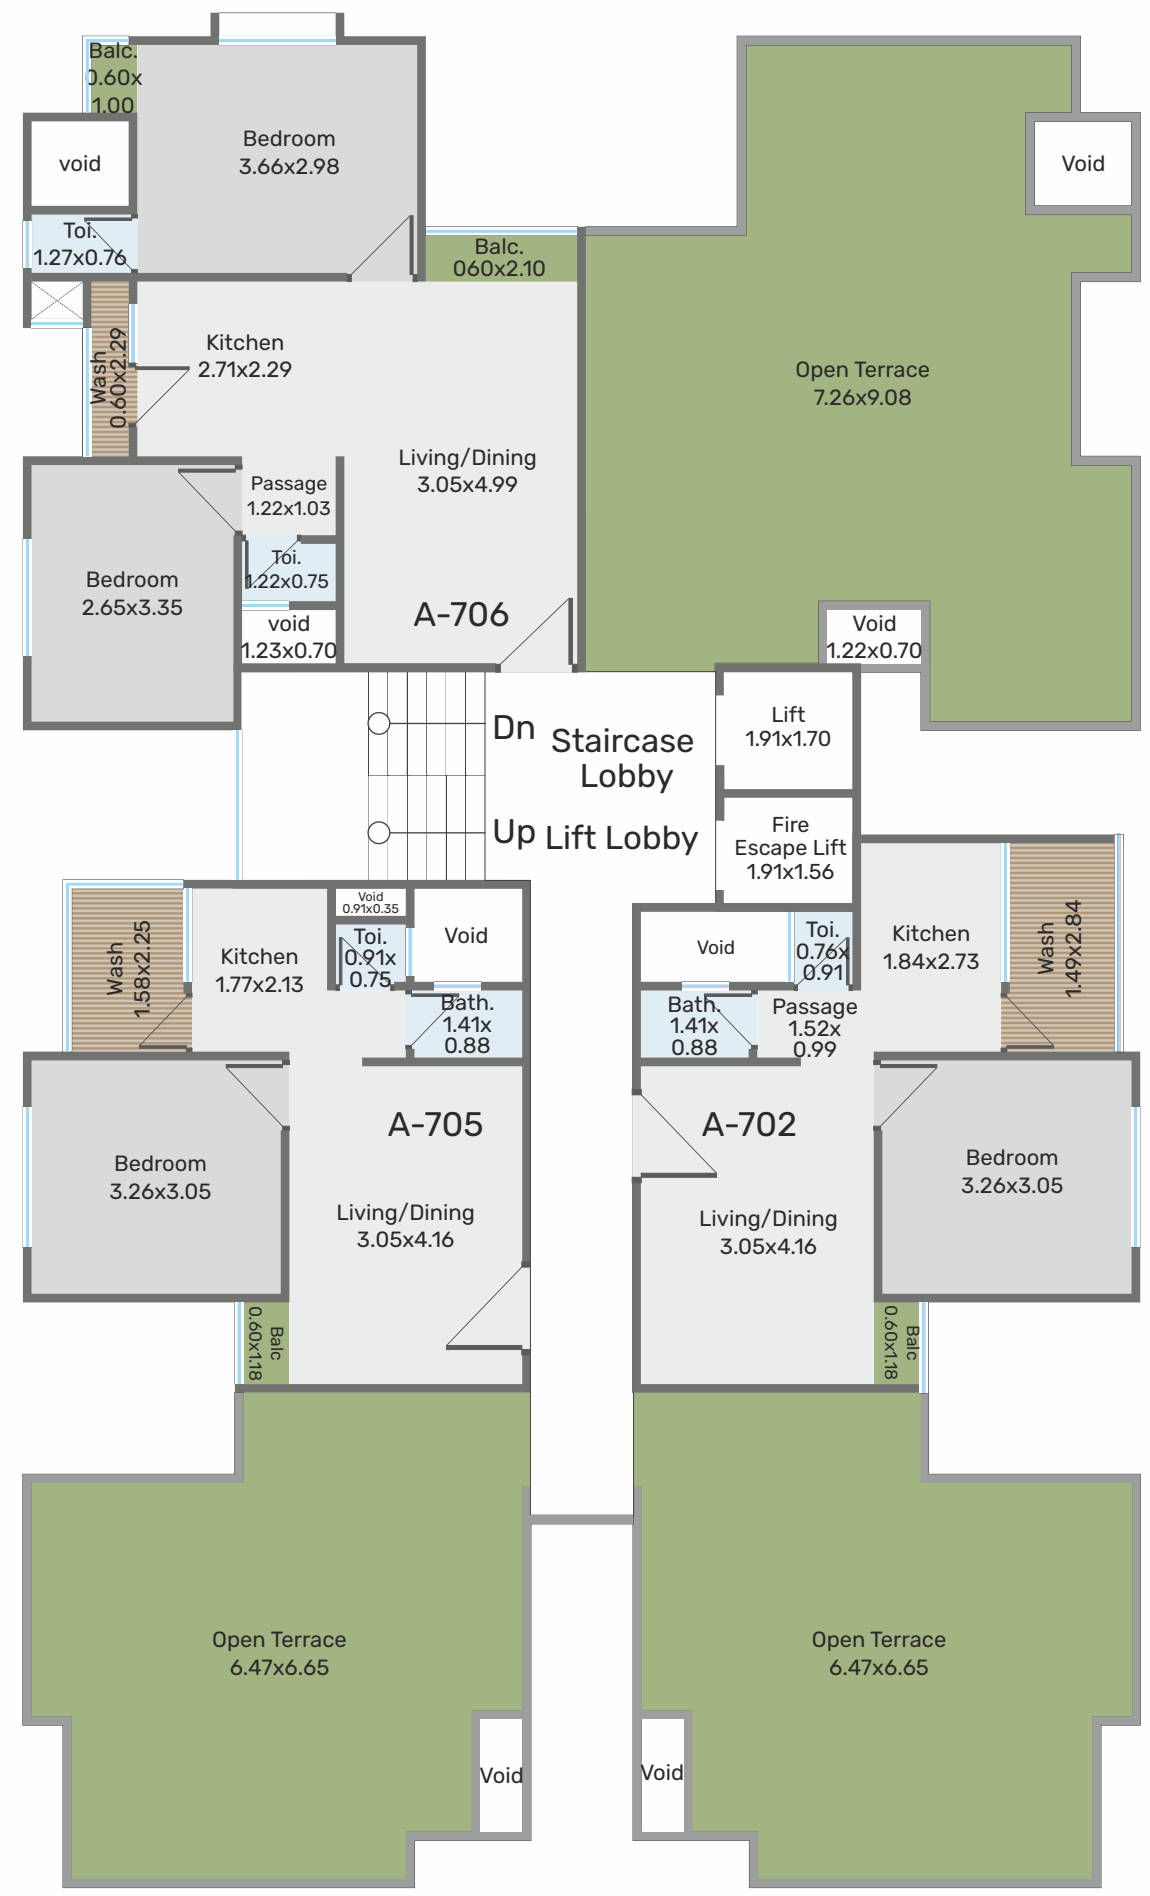 Balc.
0.60x
1.00
Bedroom
3.66x2.98
void
Void
Toi.
1.27x0.76
Balc.
060x2.10
Kitchen
2.71x2.29
Wash
0.60x2.29
Open Terrace
7.26x9.08
Living/Dining
3.05x4.99
Passage
1.22x1.03
Toi.
1.22x0.75
Bedroom
2.65x3.35
A-706
void
1.23x0.70
Void
1.22x0.70
Dn
Staircase
Lobby
Lift
1.91x1.70
Up
Lift Lobby
Fire
Escape Lift
1.91x1.56
Void
0.91x0.35
Wash
1.58x2.25
Kitchen
1.77x2.13
Toi.
0.91x
0.75
Void
Bath.
1.41x
0.88
Void
Toi.
0.76x
0.91
Kitchen
1.84x2.73
Wash
1.49x2.84
Bath.
1.41x
0.88
Passage
1.52x
0.99
A-705
A-702
Bedroom
3.26x3.05
Living/Dining
3.05x4.16
Living/Dining
3.05x4.16
Bedroom
3.26x3.05
Balc
0.60x1.18
Balc
0.60x1.18
Open Terrace
6.47x6.65
Open Terrace
6.47x6.65
Void
Void